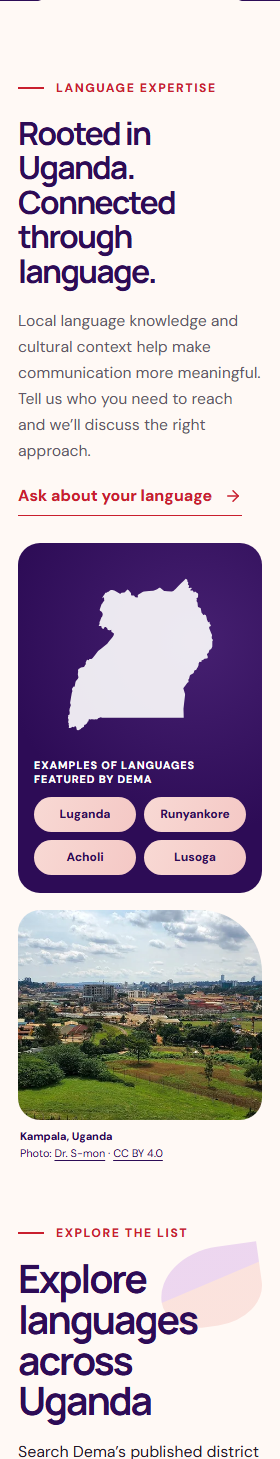 LANGUAGE EXPERTISE
Rooted in
Uganda.
Connected
through
language.
Local language knowledge and
cultural context help make
communication more meaningful.
Tell us who you need to reach
and we’ll discuss the right
approach.
Ask about your language →
EXAMPLES OF LANGUAGES
FEATURED BY DEMA
Luganda
Runyankore
Acholi
Lusoga
Kampala, Uganda
Photo: Dr. S-mon · CC BY 4.0
EXPLORE THE LIST
Explore
languages
across
Uganda
Search Dema’s published district